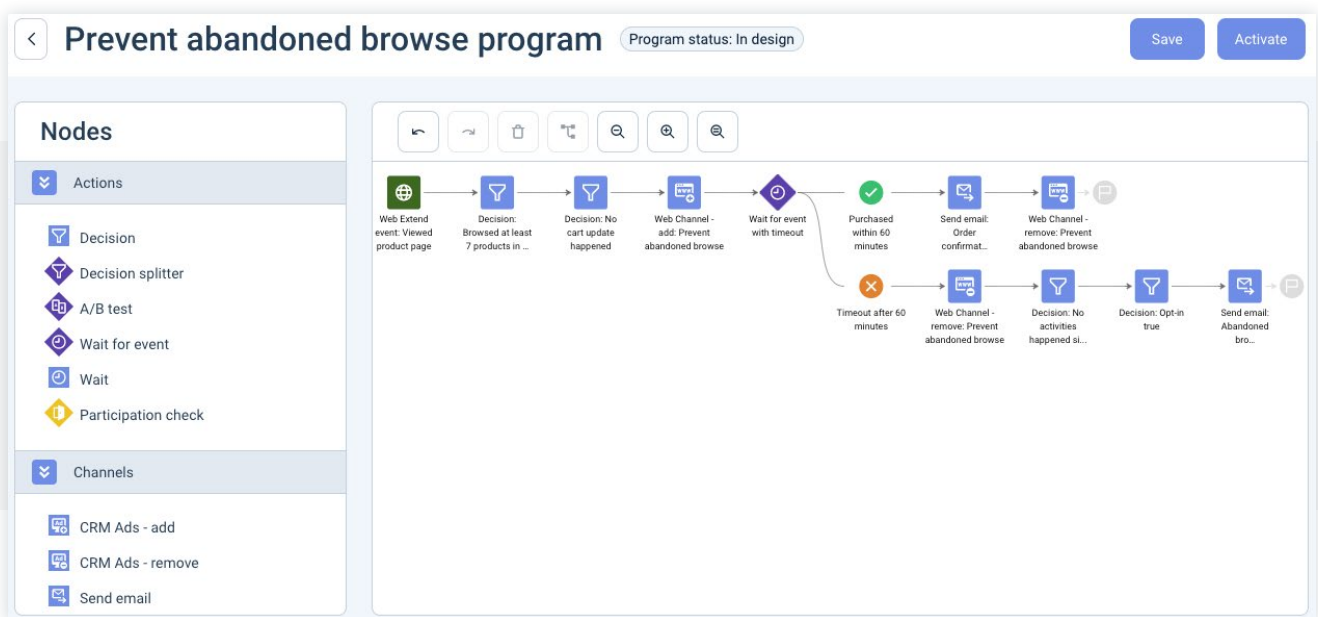 Prevent abandoned browse program
Program status: In design
Save
Activate
Nodes
Actions
Decision
Decision splitter
A/B test
Wait for event
Wait
Participation check
Channels
CRM Ads - add
CRM Ads - remove
Send email
Web Extend
event: Viewed
product page
Decision:
Browsed at least
7 products in ...
Decision: No
cart update
happened
Web Channel -
add: Prevent
abandoned browse
Wait for event
with timeout
Purchased
within 60
minutes
Send email:
Order
confirmat...
Web Channel -
remove: Prevent
abandoned browse
Timeout after 60
minutes
Web Channel -
remove: Prevent
abandoned browse
Decision: No
activities
happened si...
Decision: Opt-in
true
Send email:
Abandoned
bro...